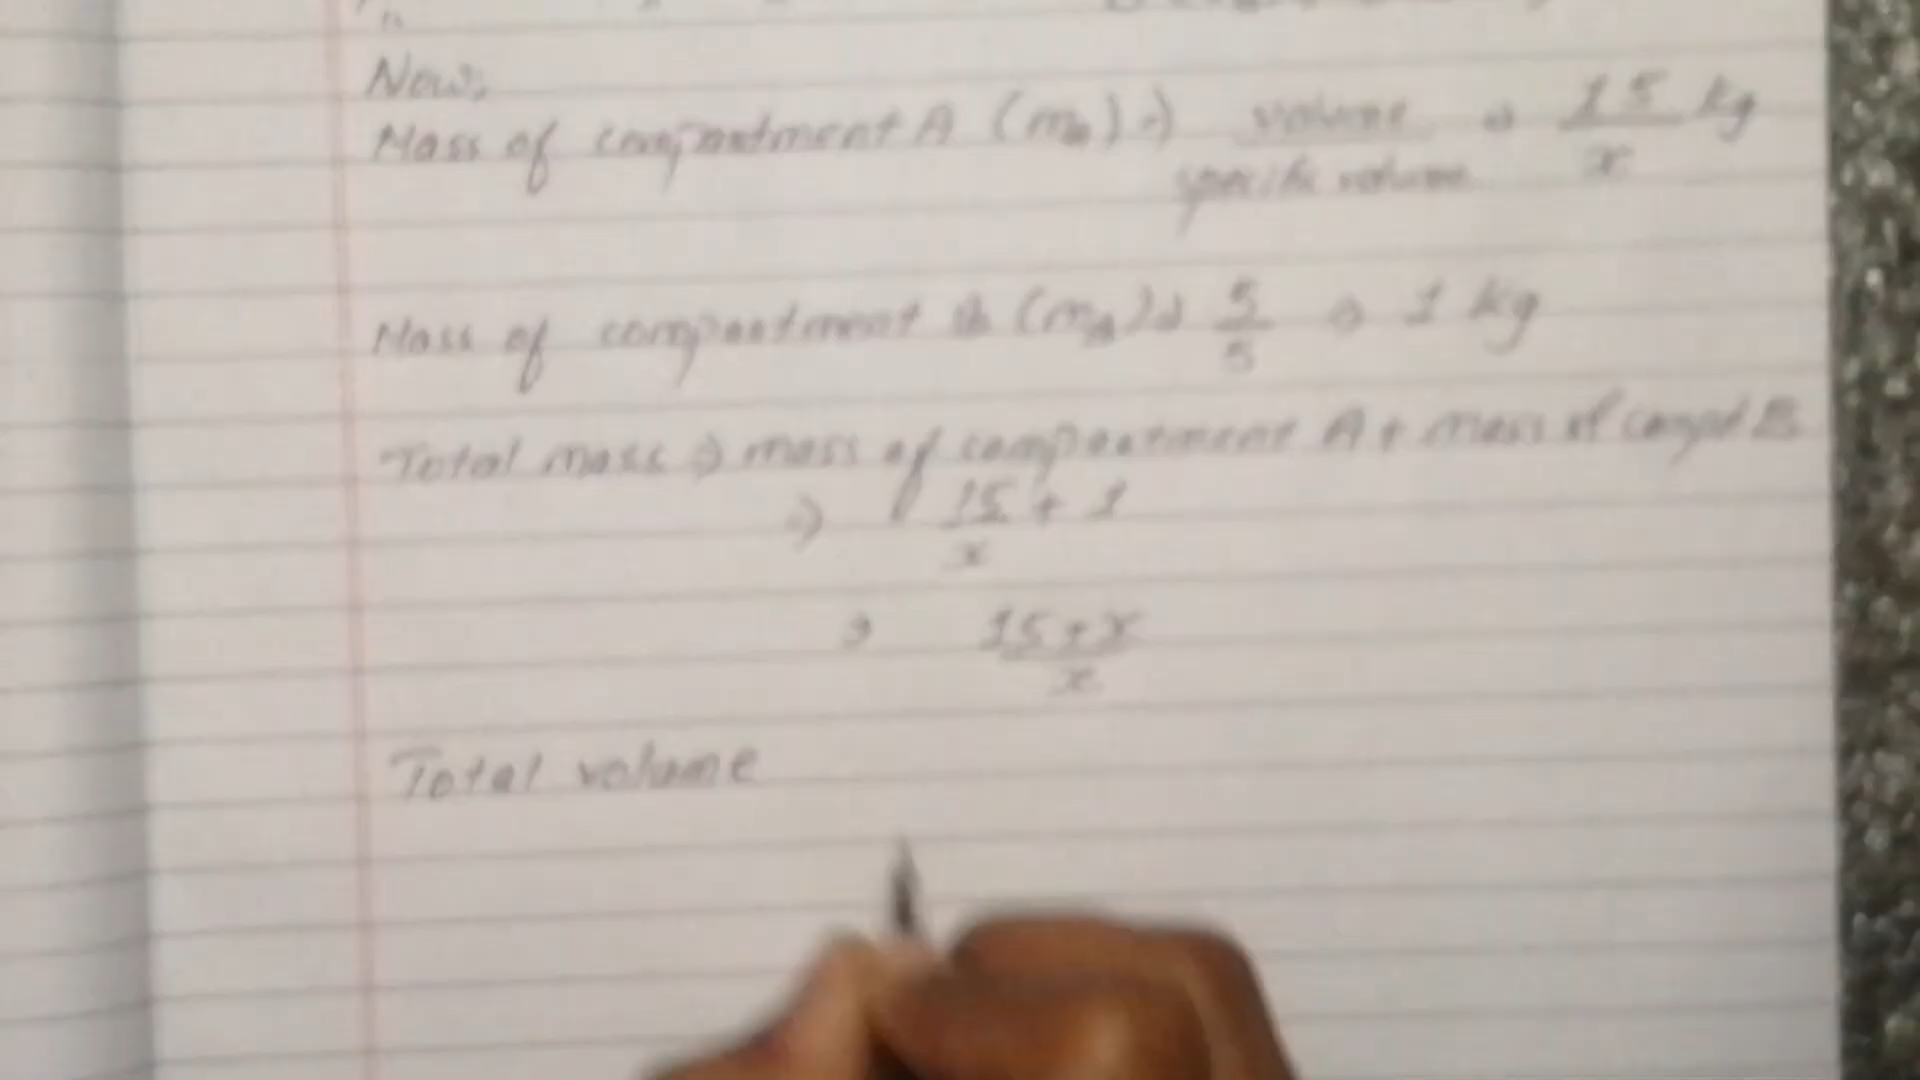 Now,
Mass of compartment A (ma) ⇒ volume / specific volume ⇒ 15/x kg
Mass of compartment B (mB) ⇒ 5/5 ⇒ 1 kg
Total mass ⇒ mass of compartment A + mass of compt B
⇒ 15/x + 1
⇒ 15+x/x
Total volume